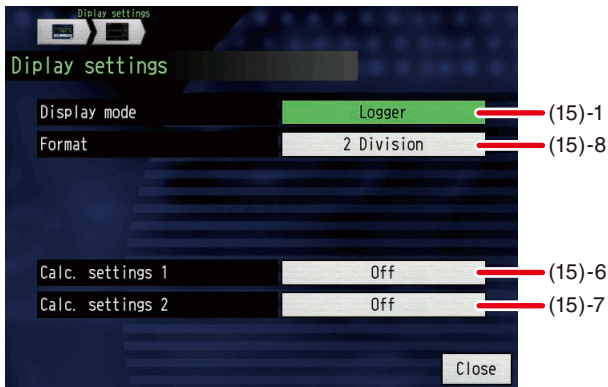 Diplay settings
Diplay settings
Display mode Logger (15)-1
Format 2 Division (15)-8
Calc. settings 1 Off (15)-6
Calc. settings 2 Off (15)-7
Close